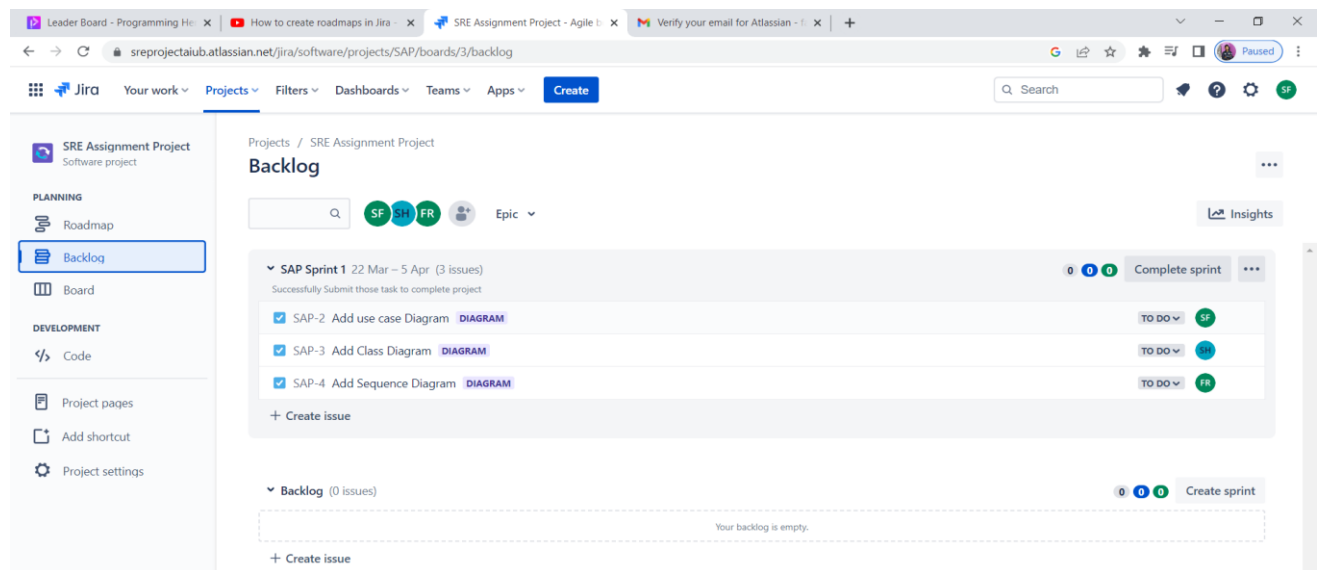 Leader Board - Programming He
How to create roadmaps in Jira -
SRE Assignment Project - Agile b
Verify your email for Atlassian - f
sreprojectaiub.atlassian.net/jira/software/projects/SAP/boards/3/backlog
Paused
Jira Your work Projects Filters Dashboards Teams Apps Create Search SF
SRE Assignment Project
Software project
PLANNING
Roadmap
Backlog
Board
DEVELOPMENT
Code
Project pages
Add shortcut
Project settings
Projects / SRE Assignment Project
Backlog
SF SH FR Epic Insights
SAP Sprint 1 22 Mar – 5 Apr (3 issues) 0 0 0 Complete sprint
Successfully Submit those task to complete project
SAP-2 Add use case Diagram DIAGRAM TO DO SF
SAP-3 Add Class Diagram DIAGRAM TO DO SH
SAP-4 Add Sequence Diagram DIAGRAM TO DO FR
+ Create issue
Backlog (0 issues) 0 0 0 Create sprint
Your backlog is empty.
+ Create issue